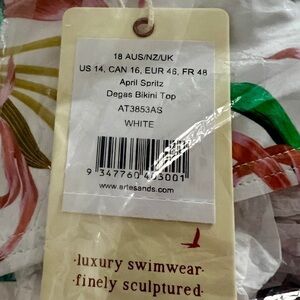 18 AUS/NZ/UK
US 14, CAN 16, EUR 46, FR 48
April Spritz
Degas Bikini Top
AT3853AS
WHITE
www.artesands.com
·luxury swimwear·
·finely sculptured·